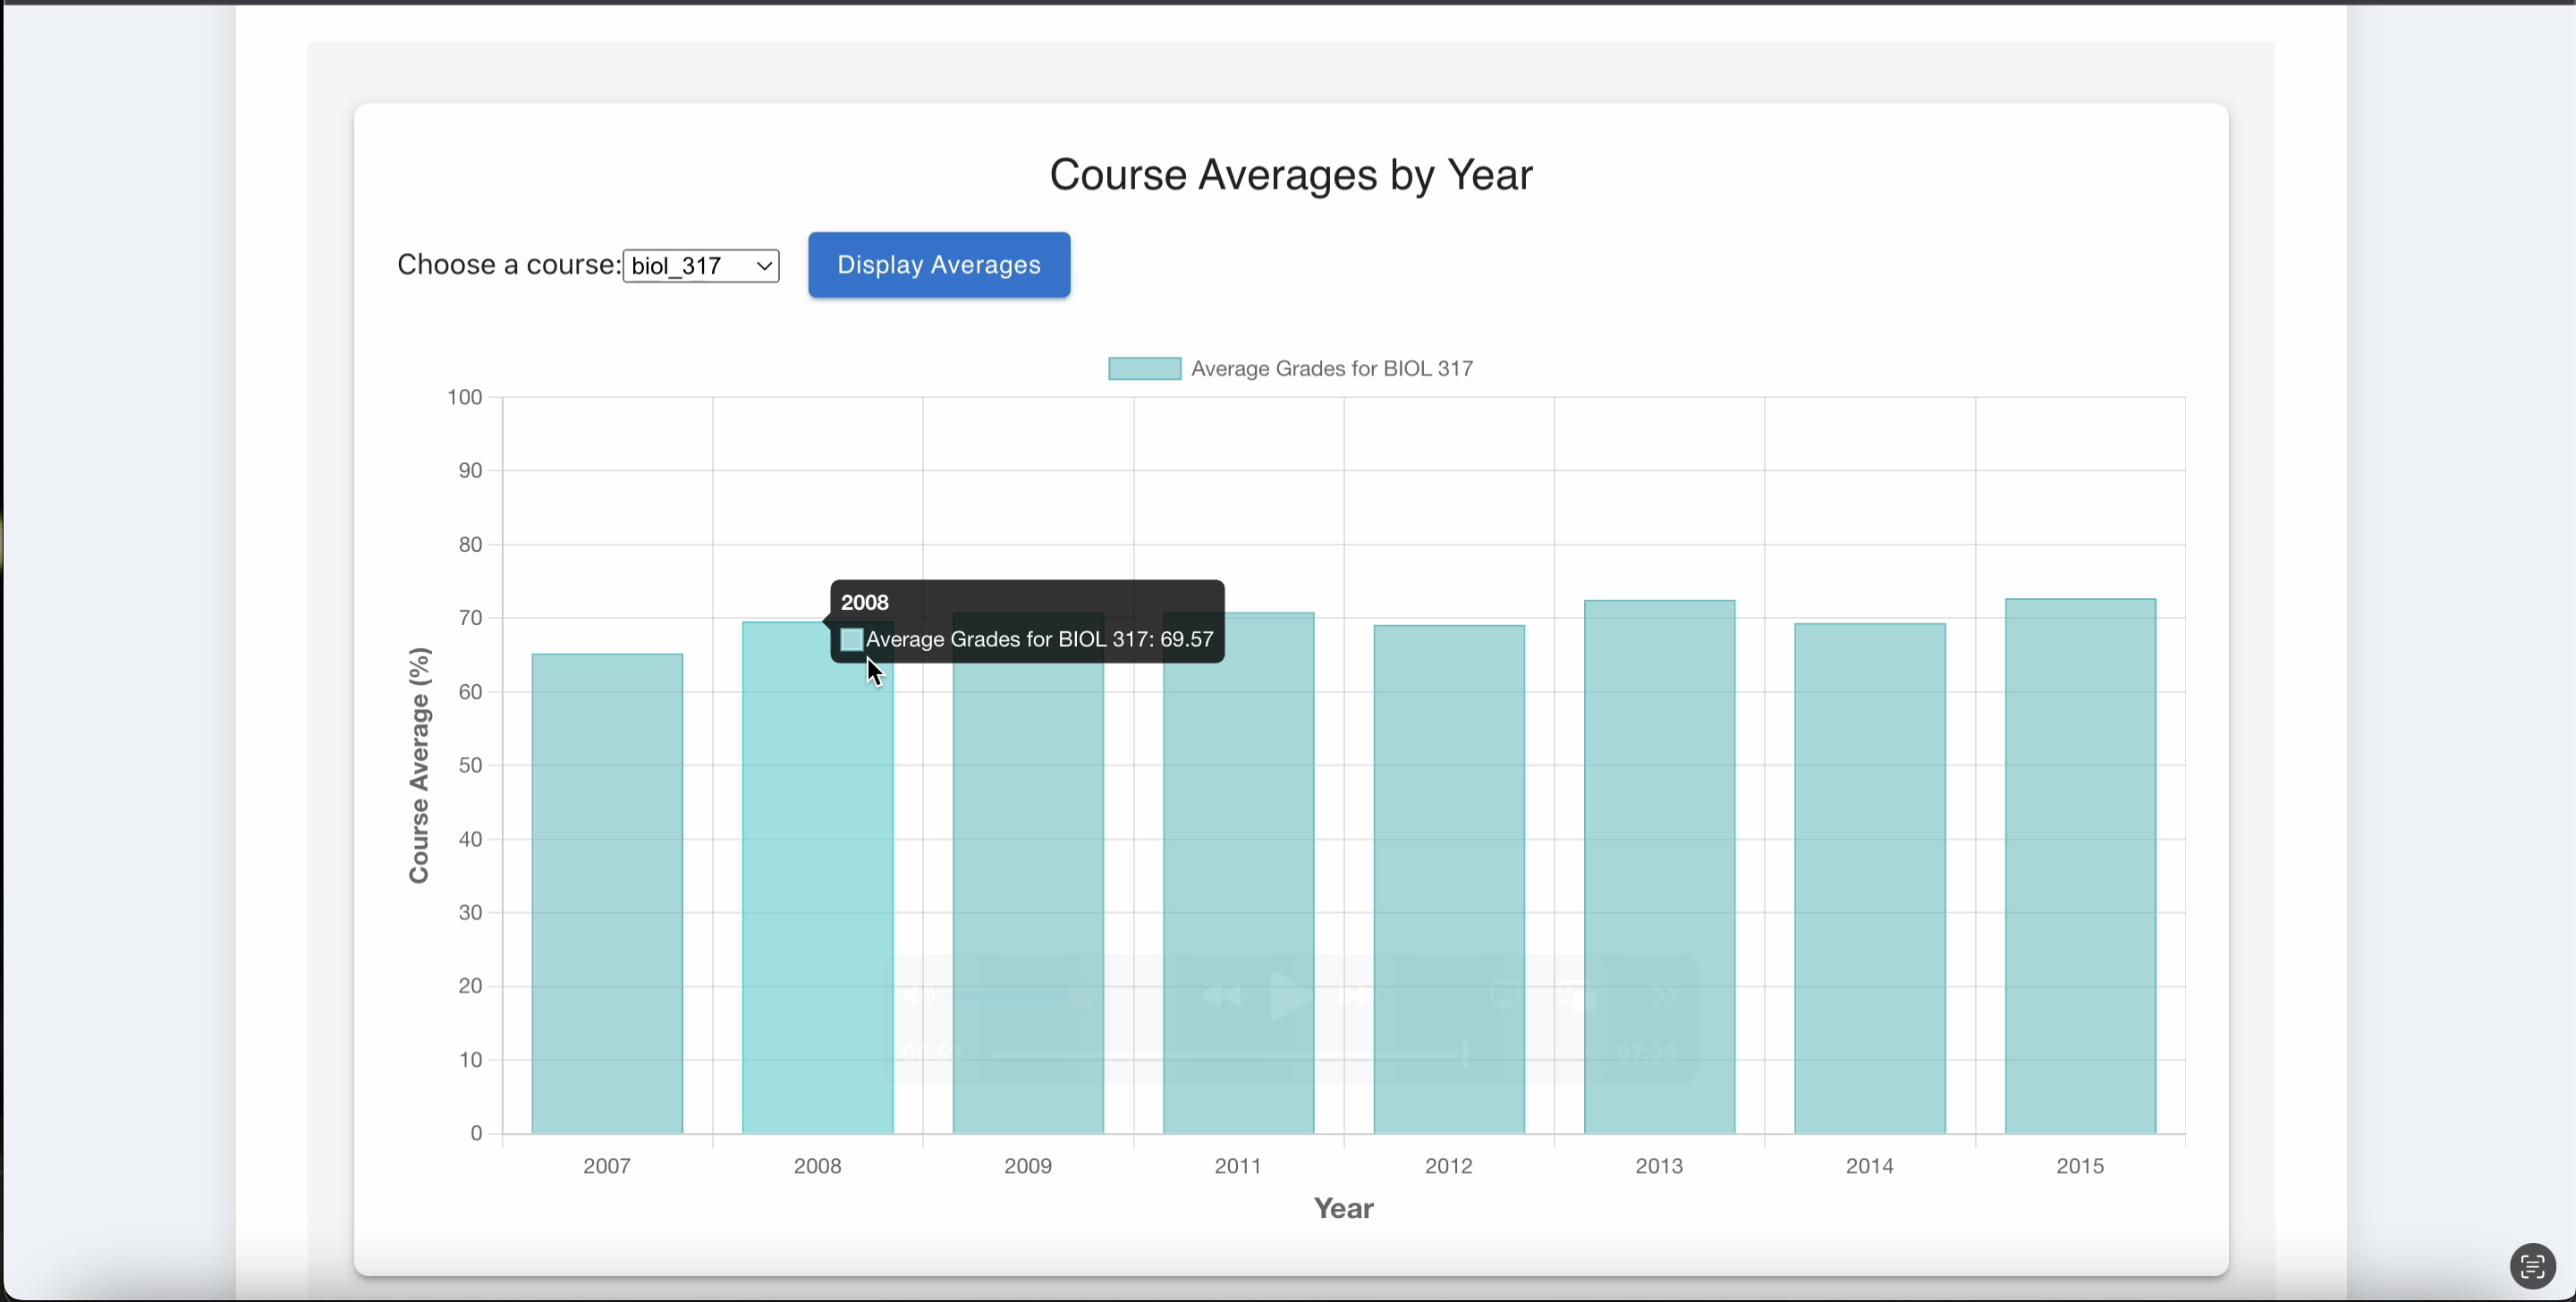 Course Averages by Year
Choose a course: biol_317
Display Averages
Average Grades for BIOL 317
100
90
80
70
60
50
40
30
20
10
0
Course Average (%)
2008
Average Grades for BIOL 317: 69.57
07:23
2007 2008 2009 2011 2012 2013 2014 2015
Year